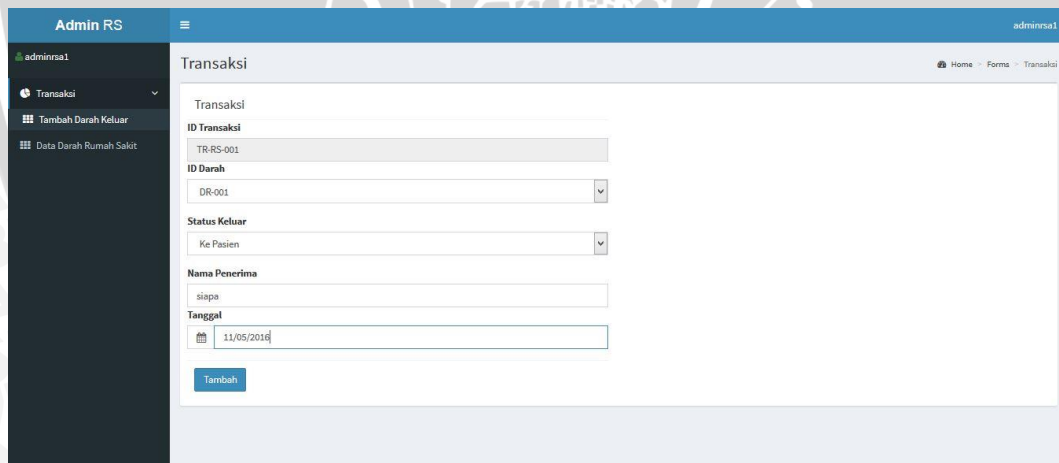 Admin RS
adminrsa1
adminrsa1
Transaksi
Tambah Darah Keluar
Data Darah Rumah Sakit
Transaksi
Home > Forms > Transaksi
Transaksi
ID Transaksi
TR-RS-001
ID Darah
DR-001
Status Keluar
Ke Pasien
Nama Penerima
siapa
Tanggal
11/05/2016
Tambah